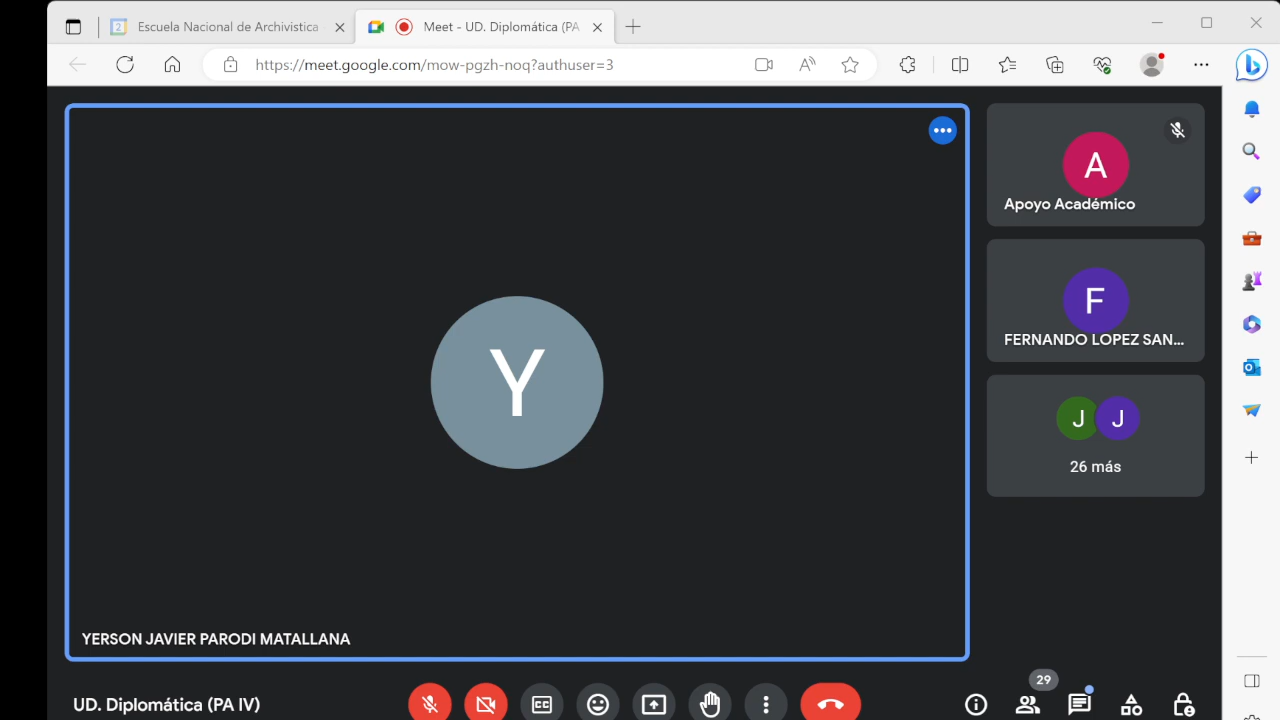 Escuela Nacional de Archivística
Meet - UD. Diplomática (PA
https://meet.google.com/mow-pgzh-noq?authuser=3
A
Apoyo Académico
F
FERNANDO LOPEZ SAN...
J J
26 más
Y
YERSON JAVIER PARODI MATALLANA
UD. Diplomática (PA IV)
CC
29